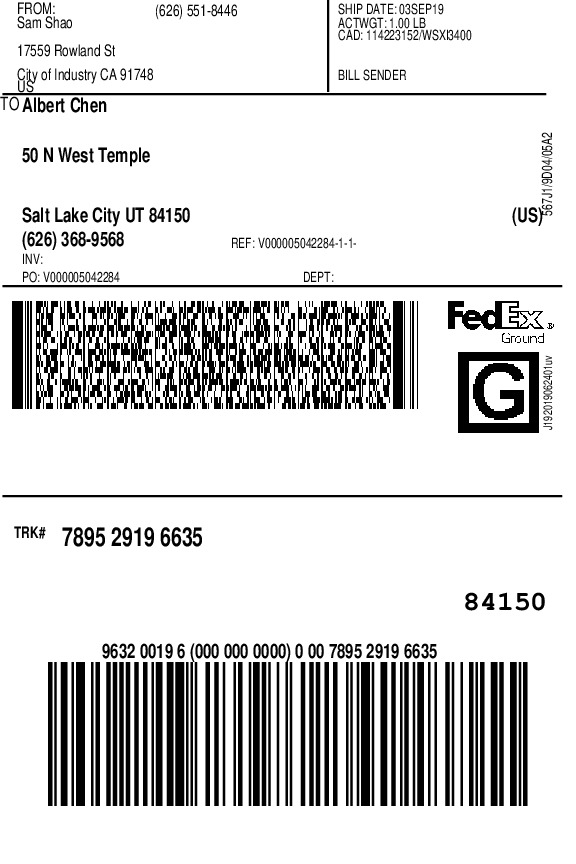 FROM: (626) 551-8446
Sam Shao
17559 Rowland St
City of Industry CA 91748
US
SHIP DATE: 03SEP19
ACTWGT: 1.00 LB
CAD: 114223152/WSXI3400
BILL SENDER
TO Albert Chen
50 N West Temple
Salt Lake City UT 84150 (US)
(626) 368-9568 REF: V000005042284-1-1-
INV:
PO: V000005042284 DEPT:
567J1/9D04/05A2
FedEx®
Ground
G
J192019062401uv
TRK# 7895 2919 6635
84150
9632 0019 6 (000 000 0000) 0 00 7895 2919 6635